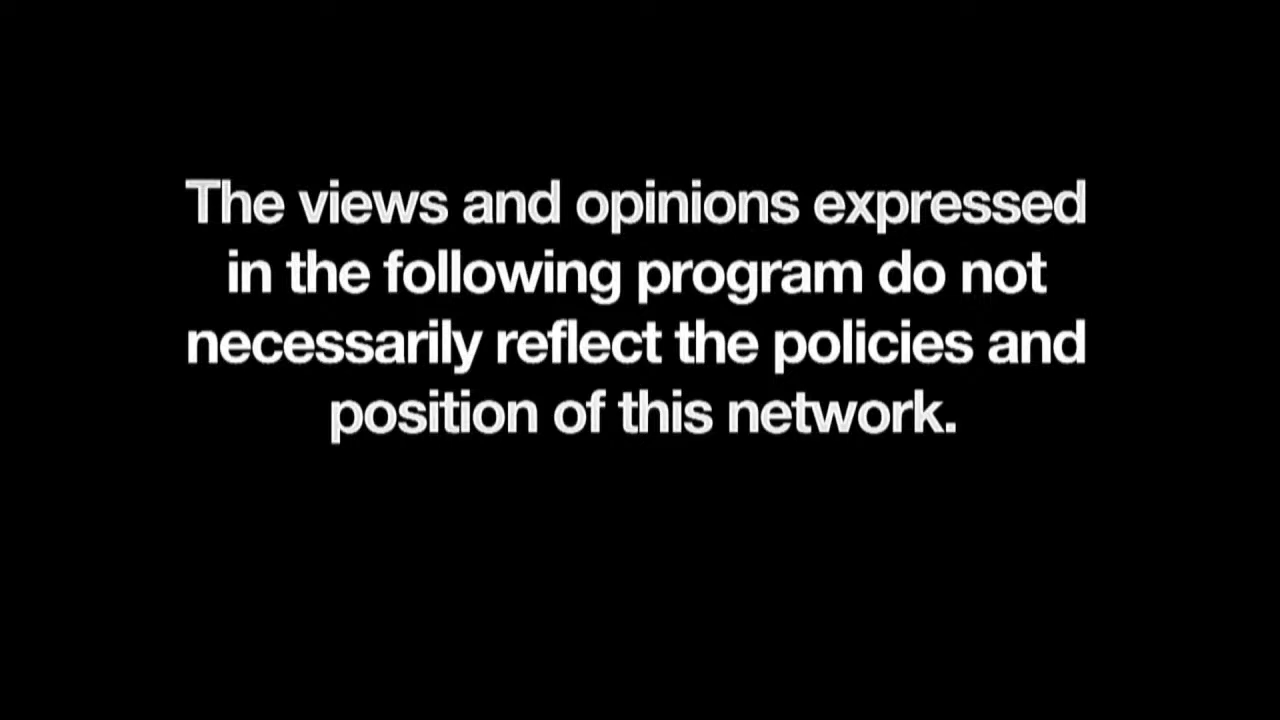 The views and opinions expressed
in the following program do not
necessarily reflect the policies and
position of this network.